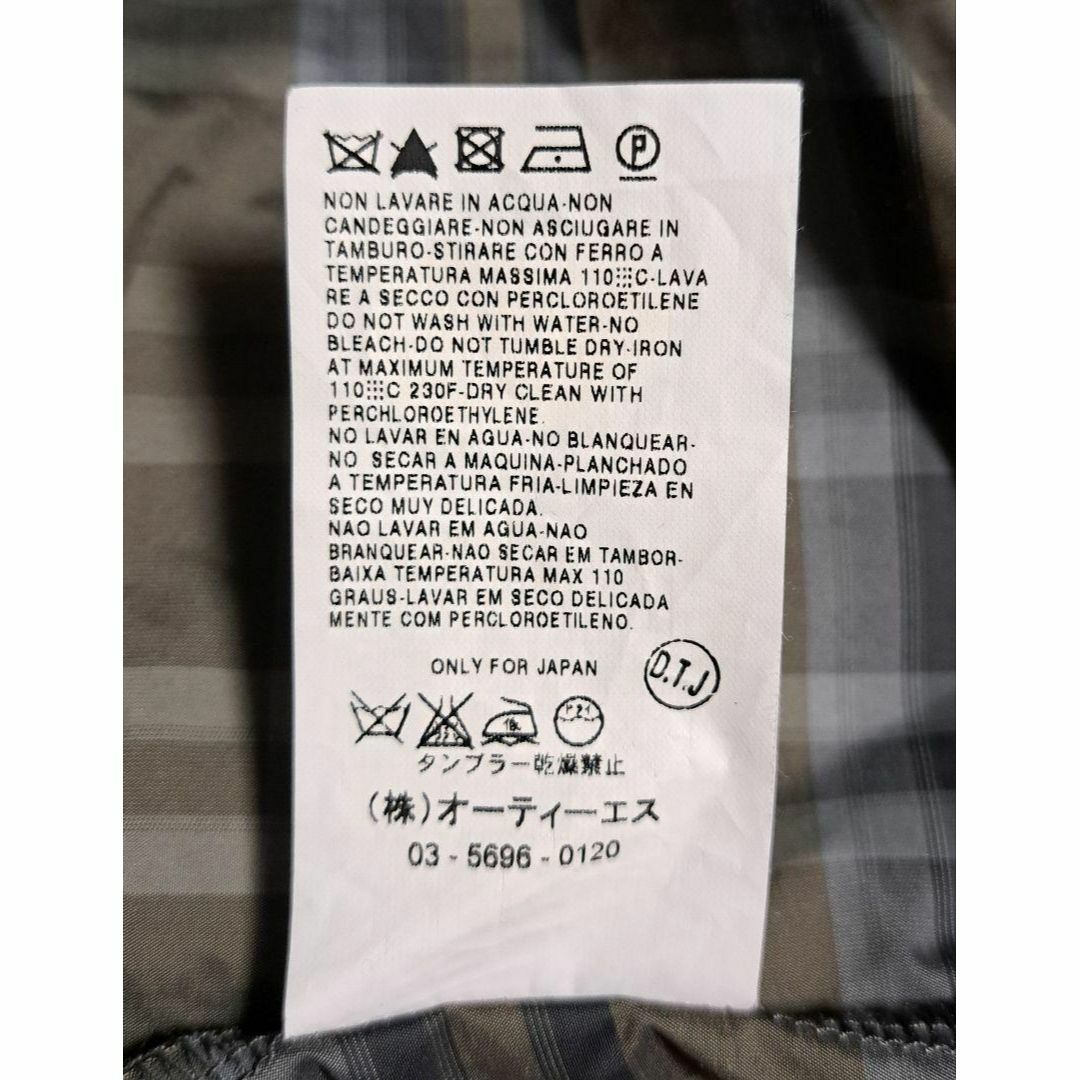 P
NON LAVARE IN ACQUA-NON
CANDEGGIARE-NON ASCIUGARE IN
TAMBURO-STIRARE CON FERRO A
TEMPERATURA MASSIMA 110 C-LAVA
RE A SECCO CON PERCLOROETILENE
DO NOT WASH WITH WATER-NO
BLEACH-DO NOT TUMBLE DRY-IRON
AT MAXIMUM TEMPERATURE OF
110 C 230F-DRY CLEAN WITH
PERCHLOROETHYLENE.
NO LAVAR EN AGUA-NO BLANQUEAR-
NO SECAR A MAQUINA-PLANCHADO
A TEMPERATURA FRIA-LIMPIEZA EN
SECO MUY DELICADA.
NAO LAVAR EM AGUA-NAO
BRANQUEAR-NAO SECAR EM TAMBOR-
BAIXA TEMPERATURA MAX 110
GRAUS-LAVAR EM SECO DELICADA
MENTE COM PERCLOROETILENO.
ONLY FOR JAPAN
D.T.J
タンブラー乾燥禁止
(株)オーティーエス
03-5696-0120